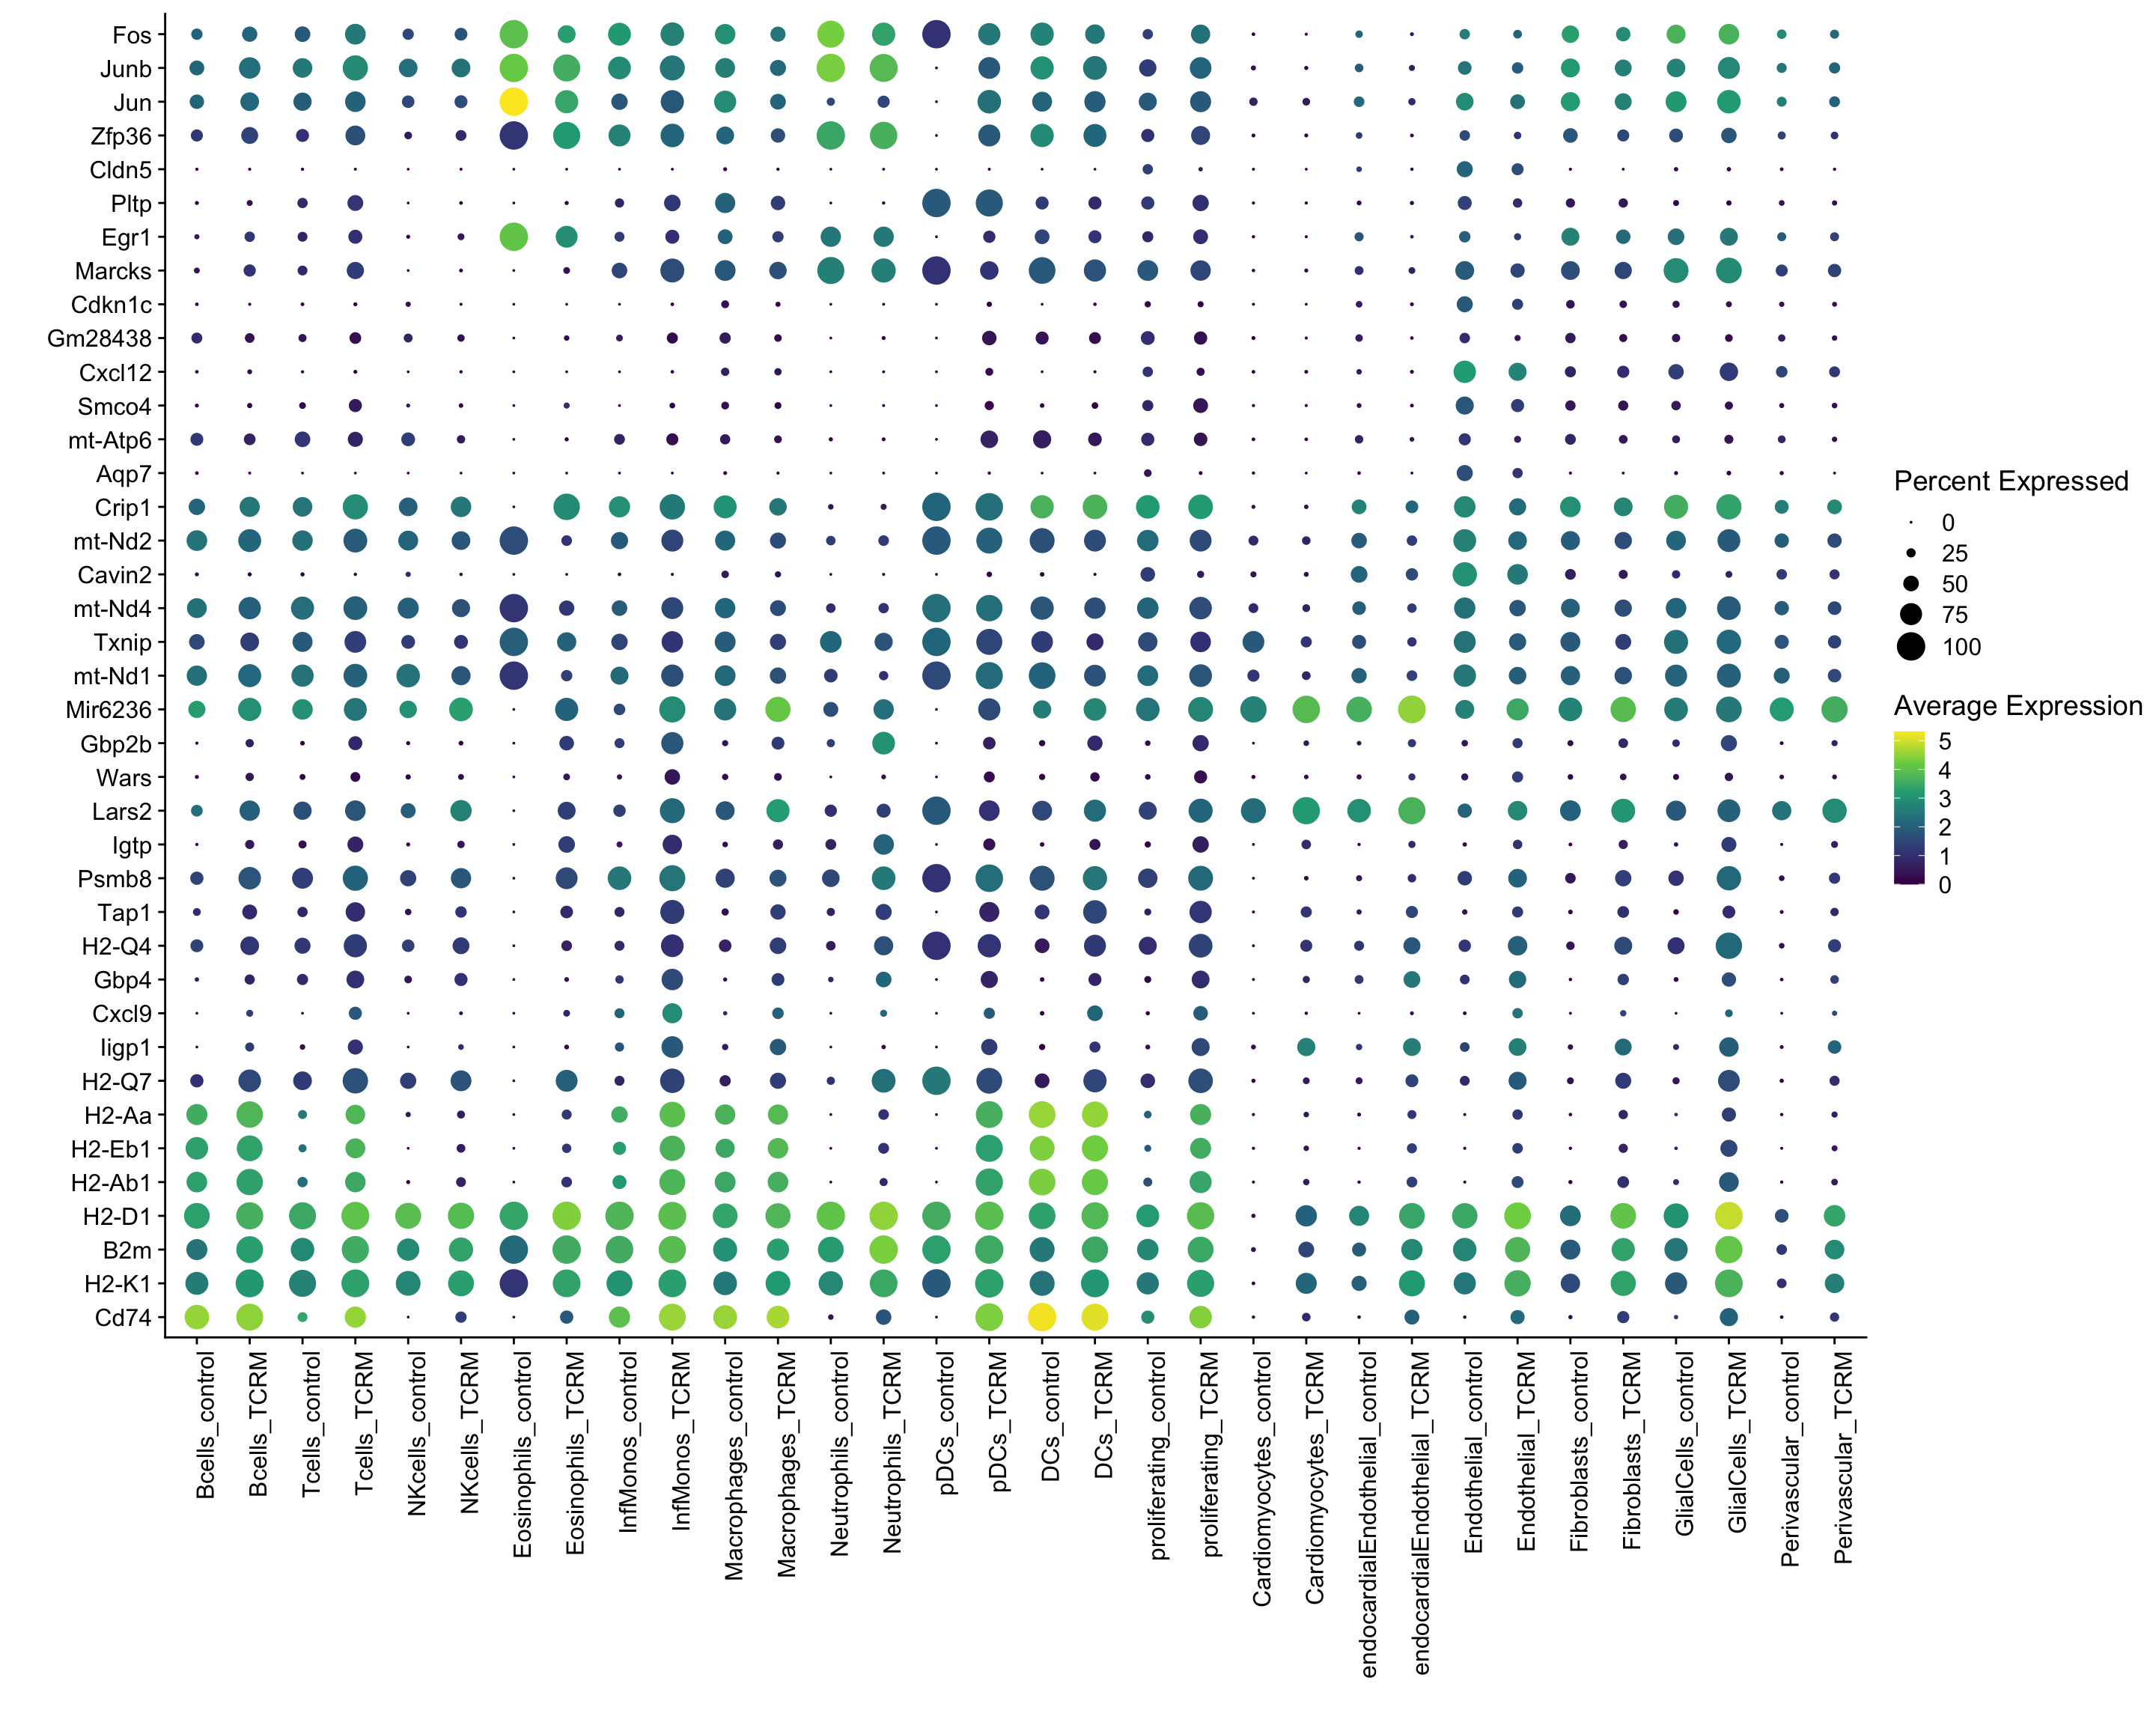 Fos
Junb
Jun
Zfp36
Cldn5
Pltp
Egr1
Marcks
Cdkn1c
Gm28438
Cxcl12
Smco4
mt-Atp6
Aqp7
Crip1
mt-Nd2
Cavin2
mt-Nd4
Txnip
mt-Nd1
Mir6236
Gbp2b
Wars
Lars2
Igtp
Psmb8
Tap1
H2-Q4
Gbp4
Cxcl9
Iigp1
H2-Q7
H2-Aa
H2-Eb1
H2-Ab1
H2-D1
B2m
H2-K1
Cd74
Bcells_control
Bcells_TCRM
Tcells_control
Tcells_TCRM
NKcells_control
NKcells_TCRM
Eosinophils_control
Eosinophils_TCRM
InfMonos_control
InfMonos_TCRM
Macrophages_control
Macrophages_TCRM
Neutrophils_control
Neutrophils_TCRM
pDCs_control
pDCs_TCRM
DCs_control
DCs_TCRM
proliferating_control
proliferating_TCRM
Cardiomyocytes_control
Cardiomyocytes_TCRM
endocardialEndothelial_control
endocardialEndothelial_TCRM
Endothelial_control
Endothelial_TCRM
Fibroblasts_control
Fibroblasts_TCRM
GlialCells_control
GlialCells_TCRM
Perivascular_control
Perivascular_TCRM
Percent Expressed
0
25
50
75
100
Average Expression
5
4
3
2
1
0